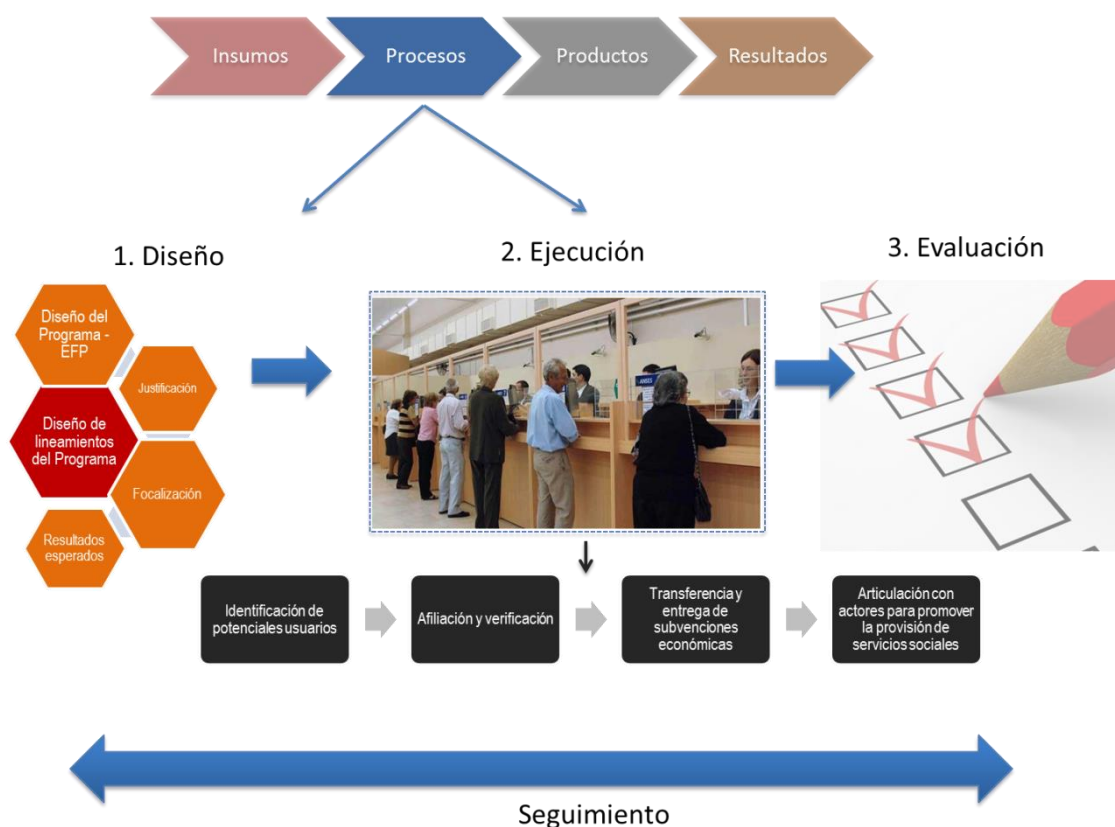 Insumos
Procesos
Productos
Resultados
1. Diseño
2. Ejecución
3. Evaluación
Diseño del
Programa -
EFP
Justificación
Diseño de
lineamientos
del Programa
Focalización
Resultados
esperados
ANSES
Identificación de
potenciales usuarios
Afiliación y verificación
Transferencia y
entrega de
subvenciones
económicas
Articulación con
actores para promover
la provisión de
servicios sociales
Seguimiento